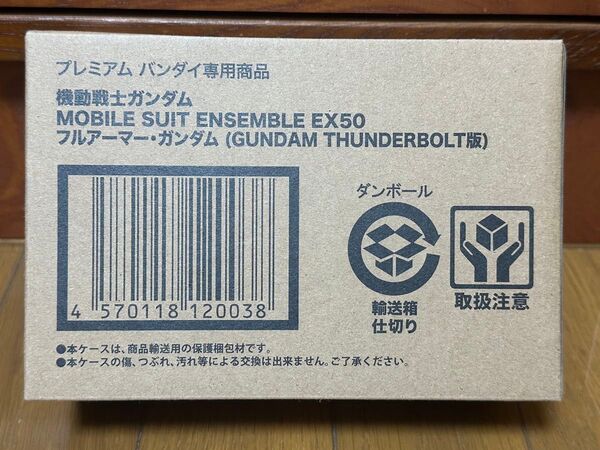 プレミアム バンダイ専用商品
機動戦士ガンダム
MOBILE SUIT ENSEMBLE EX50
フルアーマー・ガンダム (GUNDAM THUNDERBOLT版)
4 570118 120038
ダンボール
輸送箱
仕切り
取扱注意
●本ケースは、商品輸送用の保護梱包材です。
●本ケースの傷、つぶれ、汚れ等による交換は出来ません。ご了承ください。